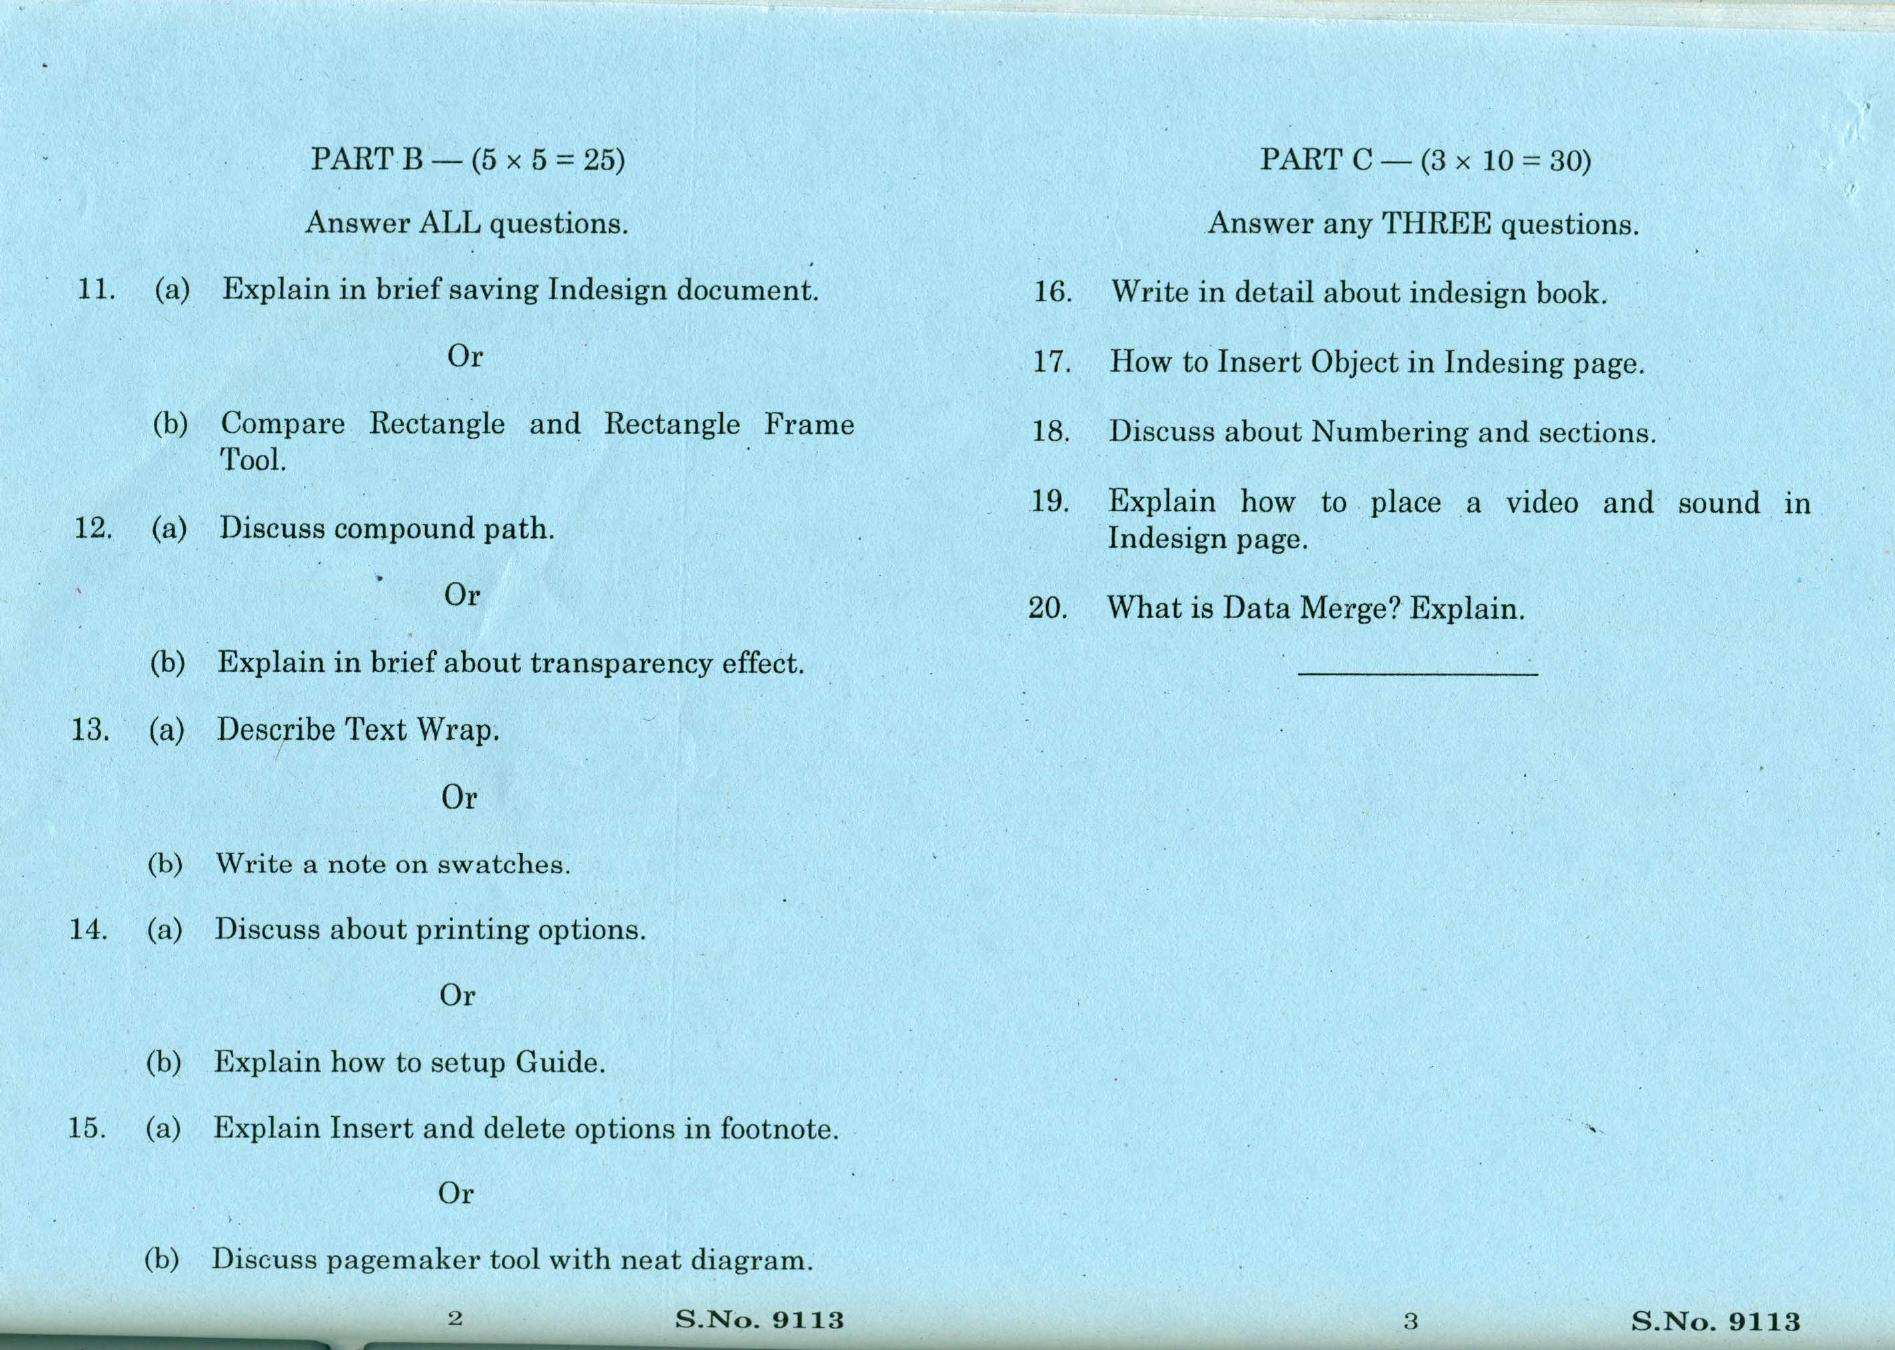 PART B — (5 × 5 = 25)
Answer ALL questions.
11. (a) Explain in brief saving Indesign document.
Or
(b) Compare Rectangle and Rectangle Frame
Tool.
12. (a) Discuss compound path.
Or
(b) Explain in brief about transparency effect.
13. (a) Describe Text Wrap.
Or
(b) Write a note on swatches.
14. (a) Discuss about printing options.
Or
(b) Explain how to setup Guide.
15. (a) Explain Insert and delete options in footnote.
Or
(b) Discuss pagemaker tool with neat diagram.
2 S.No. 9113
PART C — (3 × 10 = 30)
Answer any THREE questions.
16. Write in detail about indesign book.
17. How to Insert Object in Indesing page.
18. Discuss about Numbering and sections.
19. Explain how to place a video and sound in
Indesign page.
20. What is Data Merge? Explain.
3 S.No. 9113